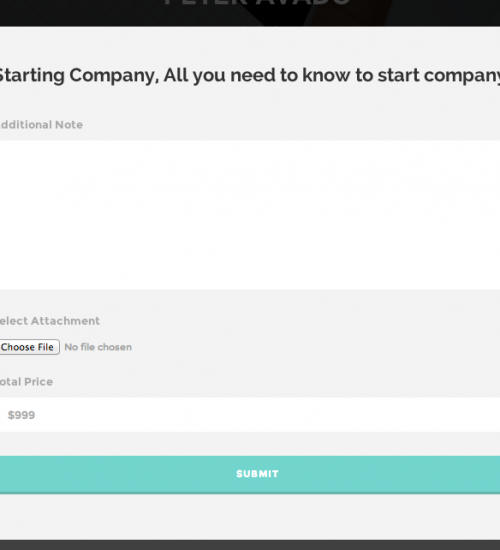 PETER AVADO
Starting Company, All you need to know to start company
dditional Note
elect Attachment
Choose File No file chosen
otal Price
$999
SUBMIT